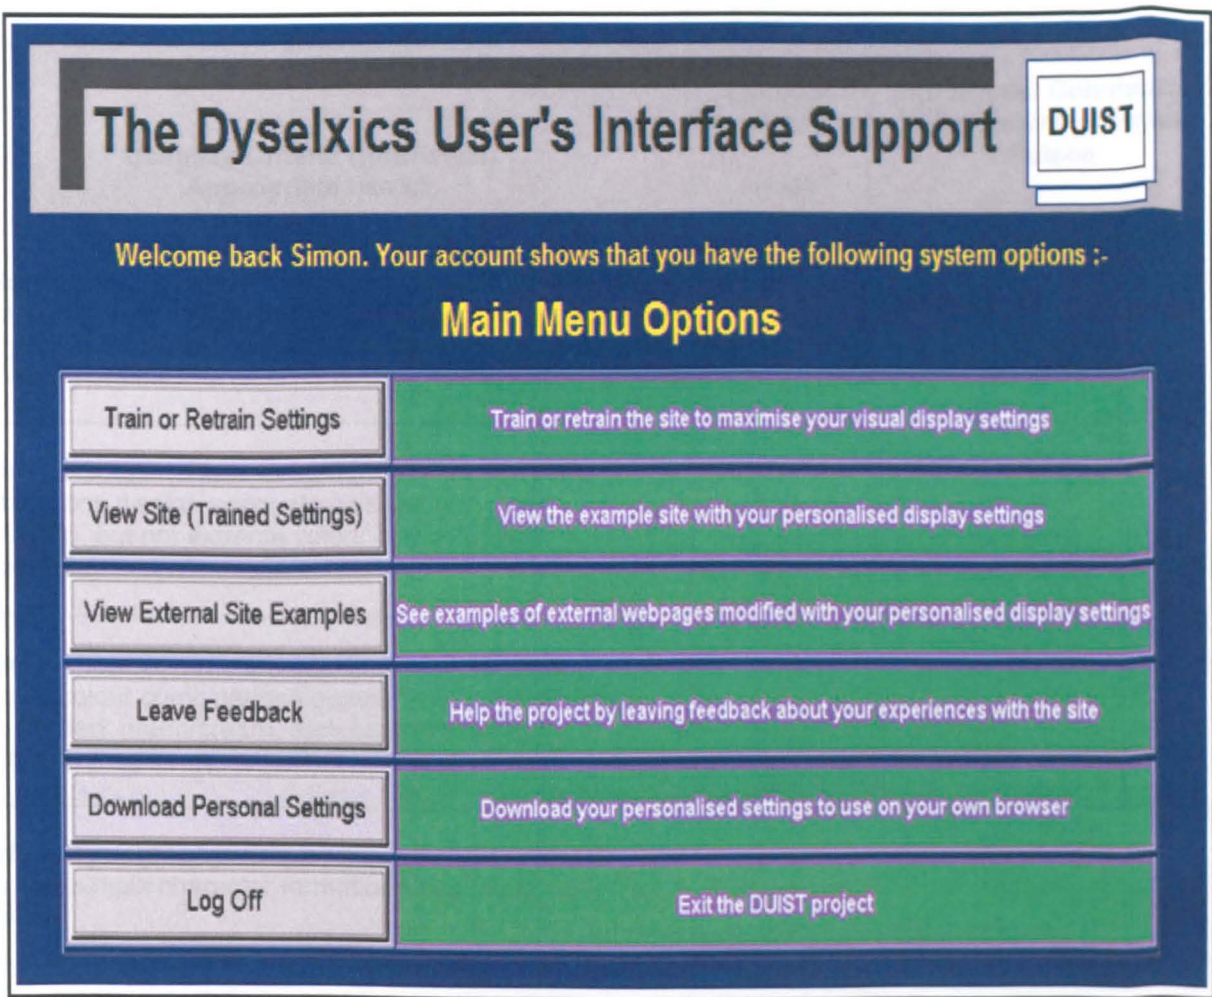 The Dyselxics User's Interface Support
DUIST
Welcome back Simon. Your account shows that you have the following system options :-
Main Menu Options
Train or Retrain Settings
Train or retrain the site to maximise your visual display settings
View Site (Trained Settings)
View the example site with your personalised display settings
View External Site Examples
See examples of external webpages modified with your personalised display settings
Leave Feedback
Help the project by leaving feedback about your experiences with the site
Download Personal Settings
Download your personalised settings to use on your own browser
Log Off
Exit the DUIST project